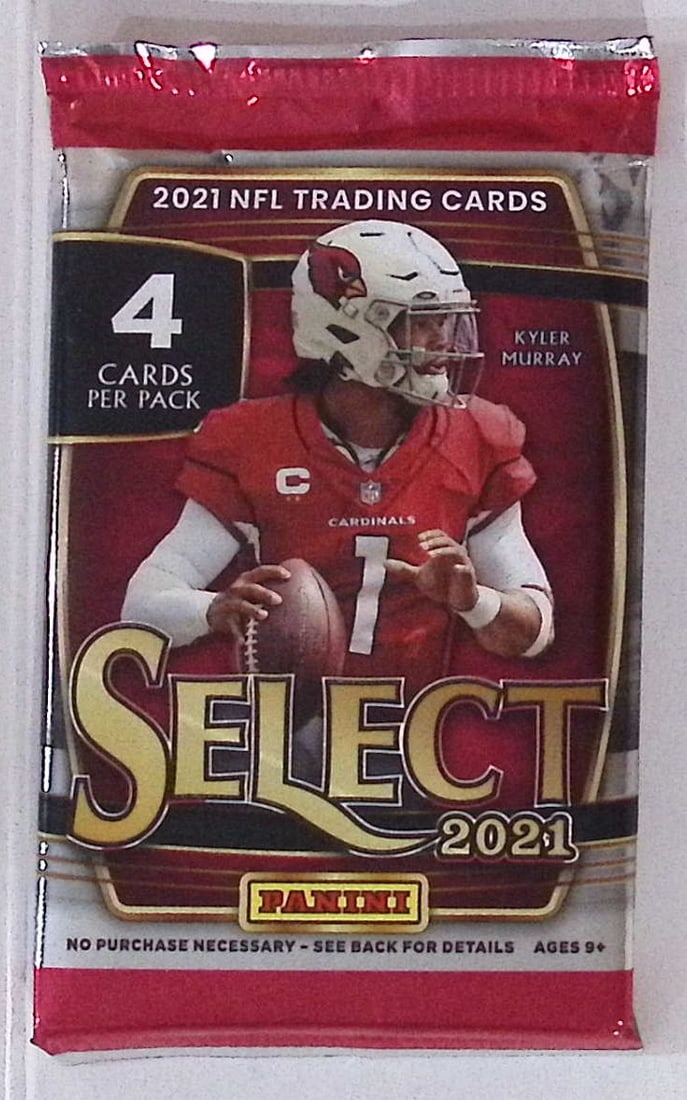 2021 NFL TRADING CARDS
4
CARDS
PER PACK
KYLER
MURRAY
C
NFL
CARDINALS
1
SELECT
2021
PANINI
NO PURCHASE NECESSARY - SEE BACK FOR DETAILS AGES 9+